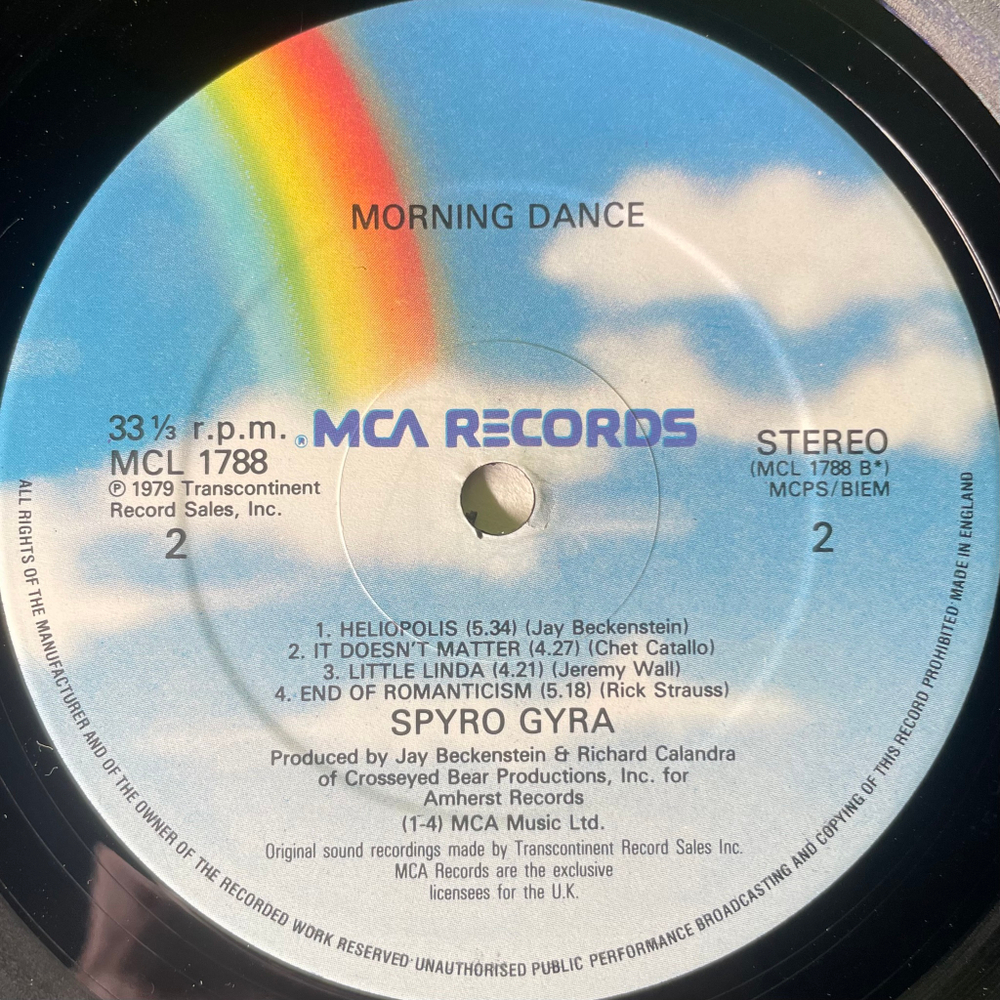 MORNING DANCE
33 ⅓ r.p.m.
® MCA RECORDS
STEREO
MCL 1788
(MCL 1788 B*)
℗ 1979 Transcontinent
MCPS/BIEM
Record Sales, Inc.
2
2
1. HELIOPOLIS (5.34) (Jay Beckenstein)
2. IT DOESN'T MATTER (4.27) (Chet Catallo)
3. LITTLE LINDA (4.21) (Jeremy Wall)
4. END OF ROMANTICISM (5.18) (Rick Strauss)
SPYRO GYRA
Produced by Jay Beckenstein & Richard Calandra
of Crosseyed Bear Productions, Inc. for
Amherst Records
(1-4) MCA Music Ltd.
Original sound recordings made by Transcontinent Record Sales Inc.
MCA Records are the exclusive
licensees for the U.K.
ALL RIGHTS OF THE MANUFACTURER AND OF THE OWNER OF THE RECORDED WORK RESERVED· UNAUTHORISED PUBLIC PERFORMANCE BROADCASTING AND COPYING OF THIS RECORD PROHIBITED· MADE IN ENGLAND